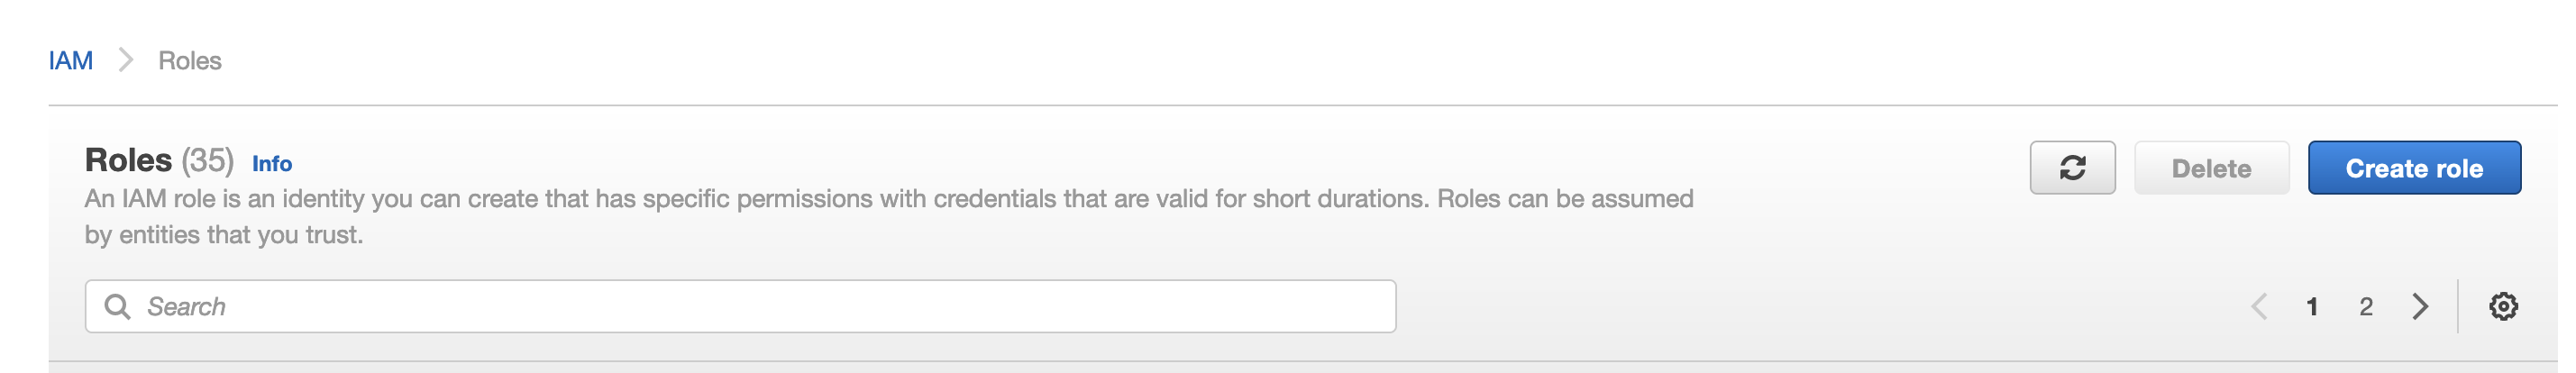 IAM Roles
Roles (35) Info
Delete
Create role
An IAM role is an identity you can create that has specific permissions with credentials that are valid for short durations. Roles can be assumed
by entities that you trust.
Search
1 2